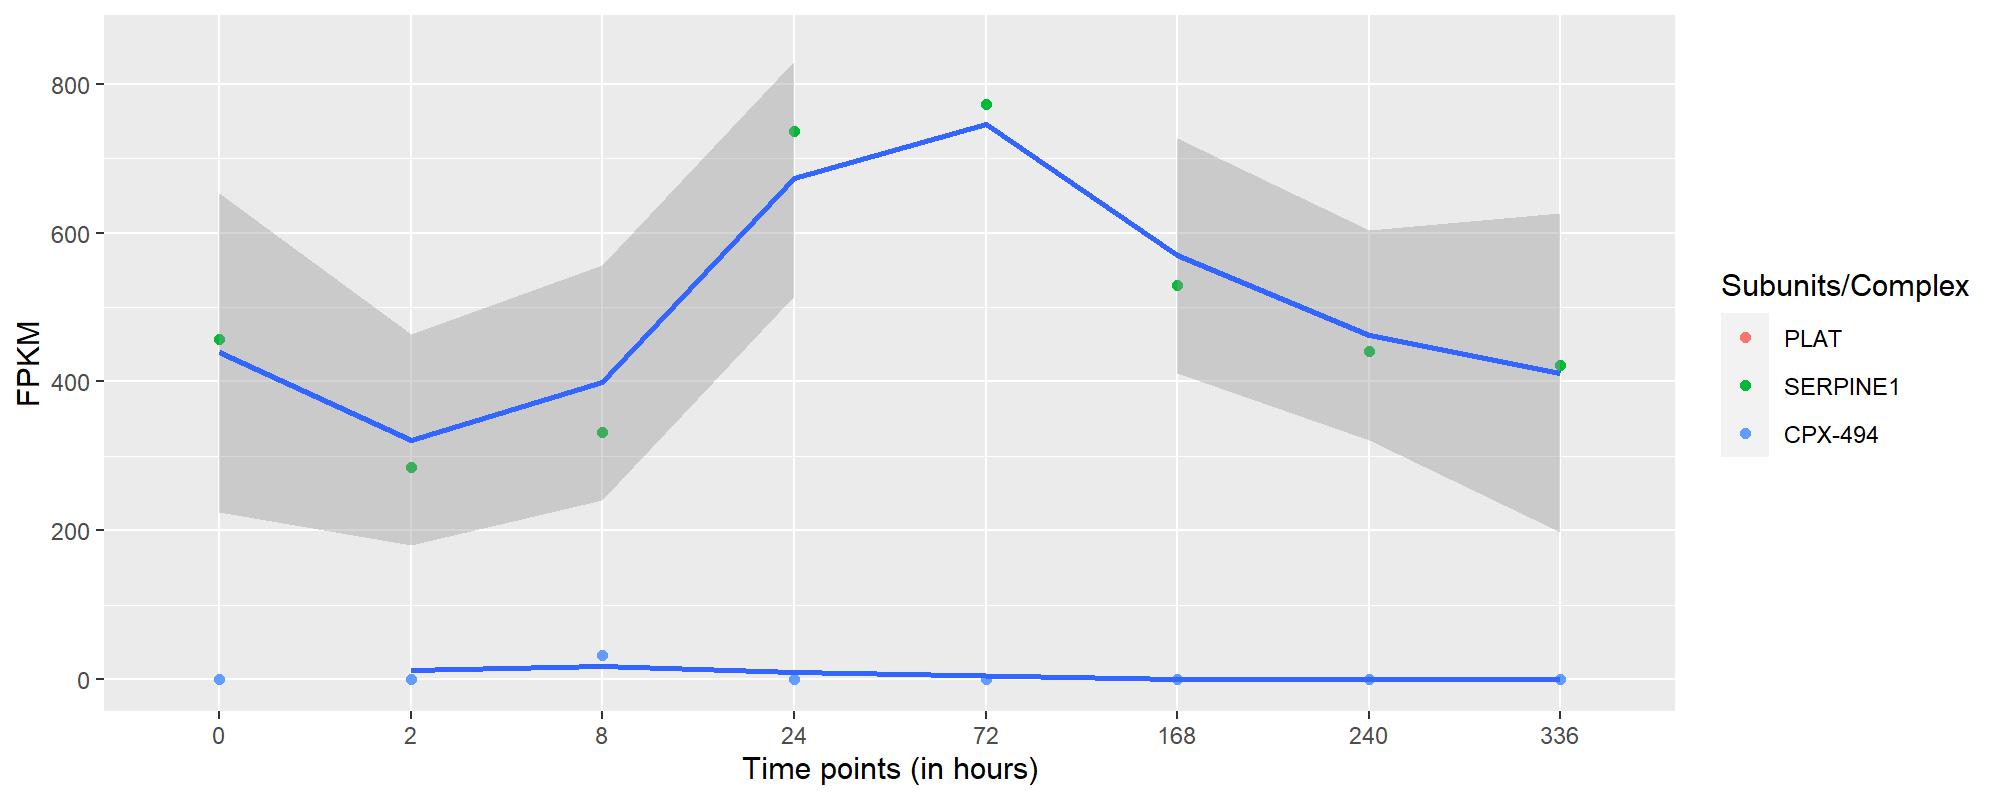 FPKM
800
600
400
200
0
0 2 8 24 72 168 240 336
Time points (in hours)
Subunits/Complex
PLAT
SERPINE1
CPX-494